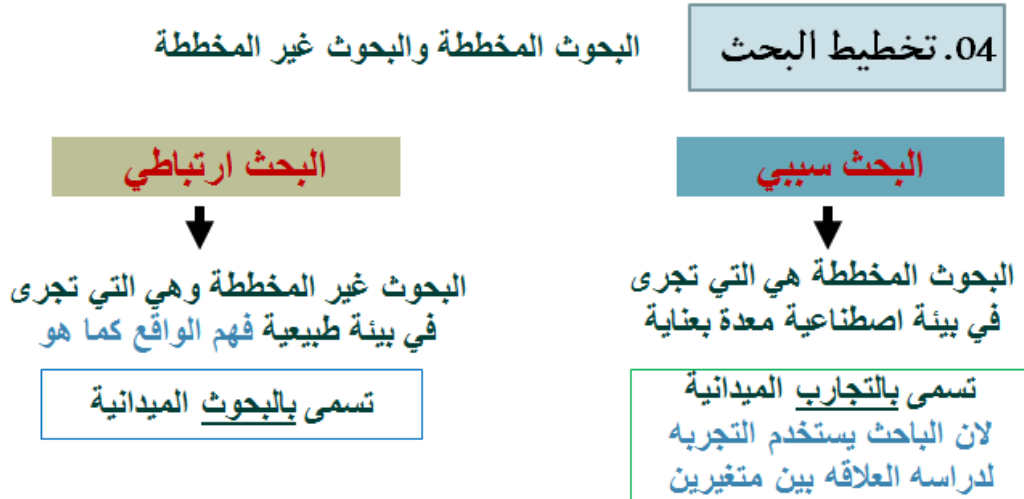 04. تخطيط البحث
البحوث المخططة والبحوث غير المخططة
البحث سببي
البحوث المخططة هي التي تجرى
في بيئة اصطناعية معدة بعناية
تسمى بالتجارب الميدانية
لان الباحث يستخدم التجربه
لدراسه العلاقه بين متغيرين
البحث ارتباطي
البحوث غير المخططة وهي التي تجرى
في بيئة طبيعية فهم الواقع كما هو
تسمى بالبحوث الميدانية